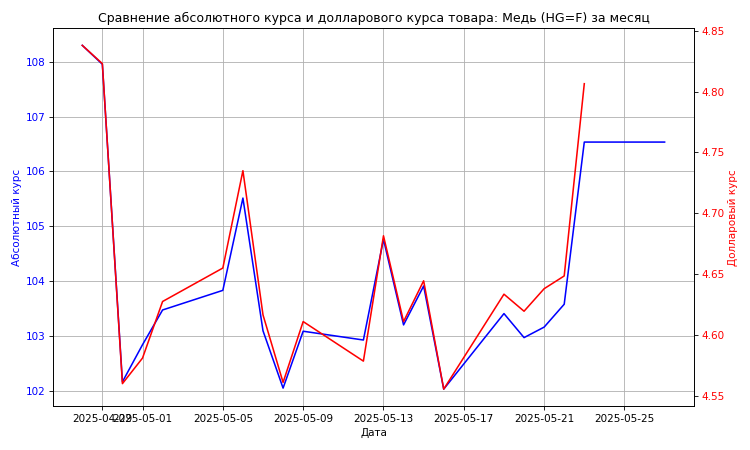 Сравнение абсолютного курса и долларового курса товара: Медь (HG=F) за месяц
108
107
106
105
104
103
102
Абсолютный курс
4.85
4.80
4.75
4.70
4.65
4.60
4.55
Долларовый курс
2025-04-29 2025-05-01 2025-05-05 2025-05-09 2025-05-13 2025-05-17 2025-05-21 2025-05-25
Дата